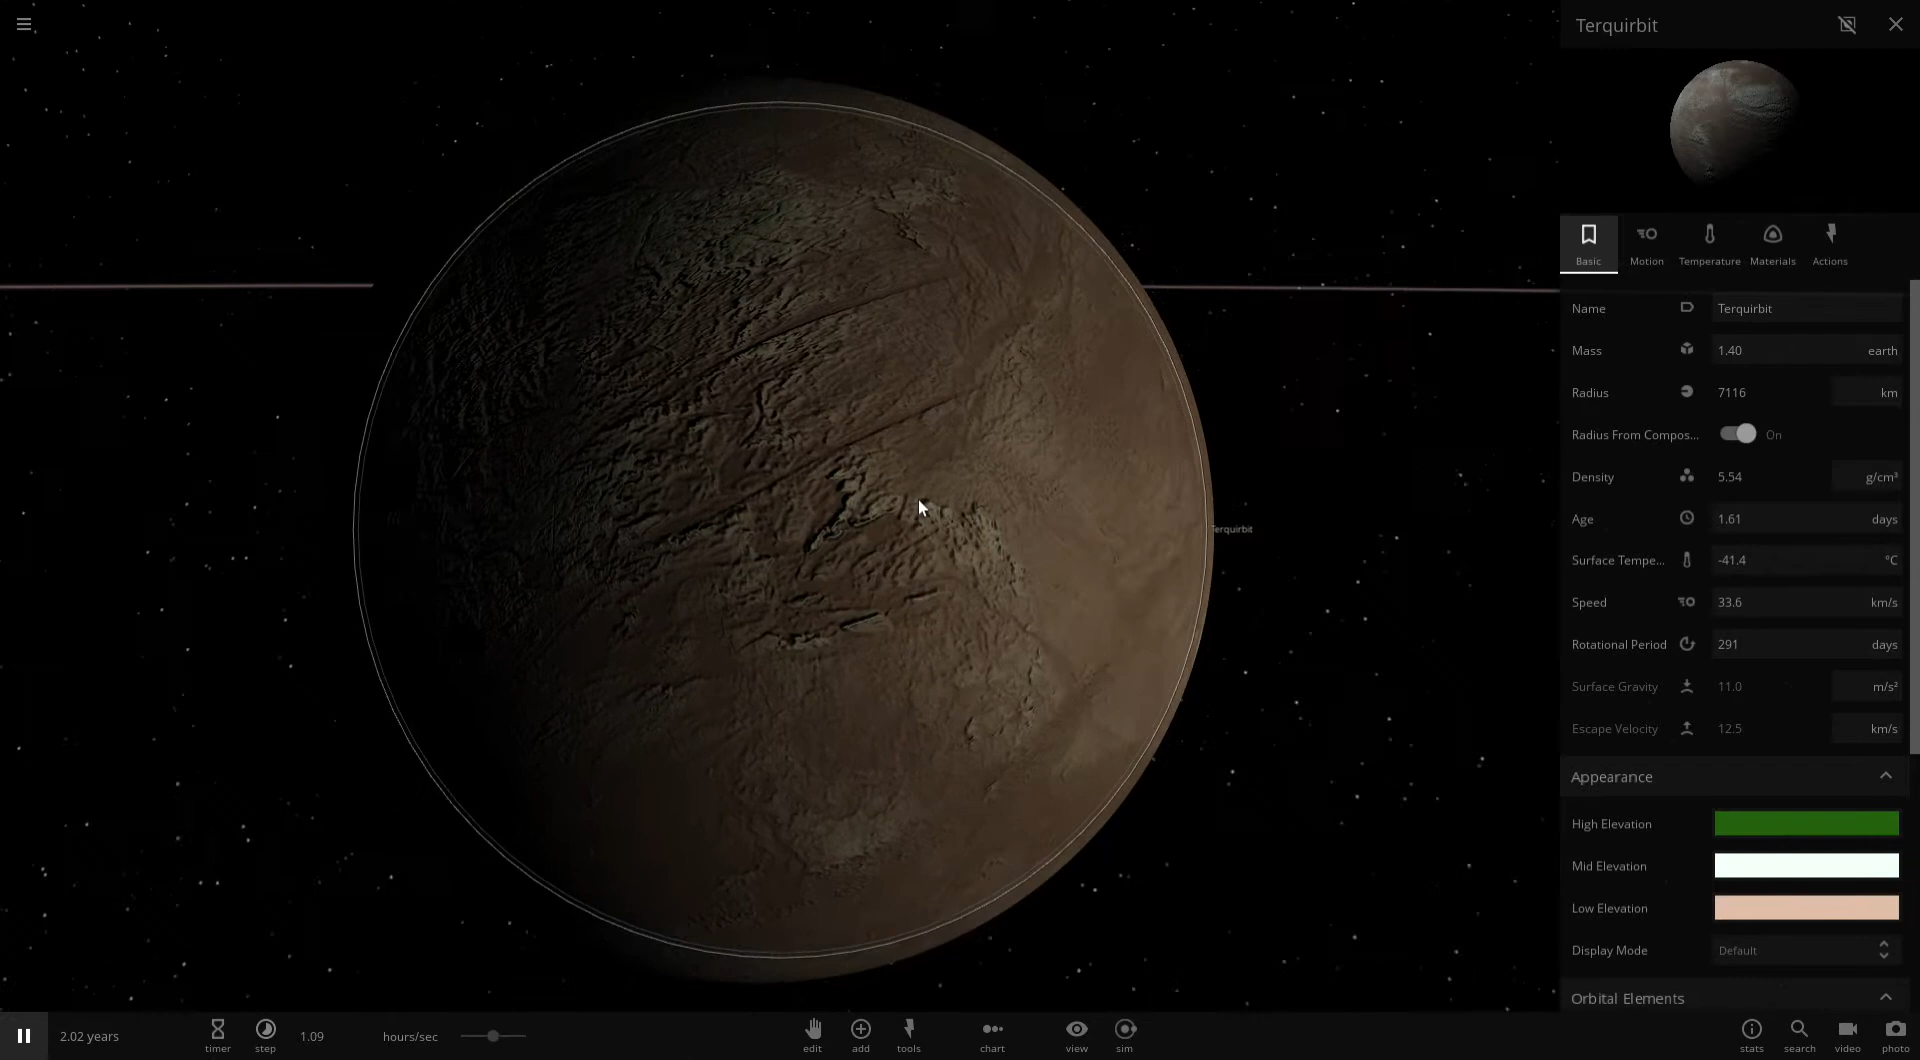 Terquirbit
Basic
Motion
Temperature
Materials
Actions
Name Terquirbit
Mass 1.40 earth
Radius 7116 km
Radius From Compos... On
Density 5.54 g/cm³
Age 1.61 days
Surface Tempe... -41.4 °C
Speed 33.6 km/s
Rotational Period 291 days
Surface Gravity 11.0 m/s²
Escape Velocity 12.5 km/s
Appearance
High Elevation
Mid Elevation
Low Elevation
Display Mode Default
Orbital Elements
Terquirbit
2.02 years
timer
step
1.09 hours/sec
edit
add
tools
chart
view
sim
stats
search
video
photo